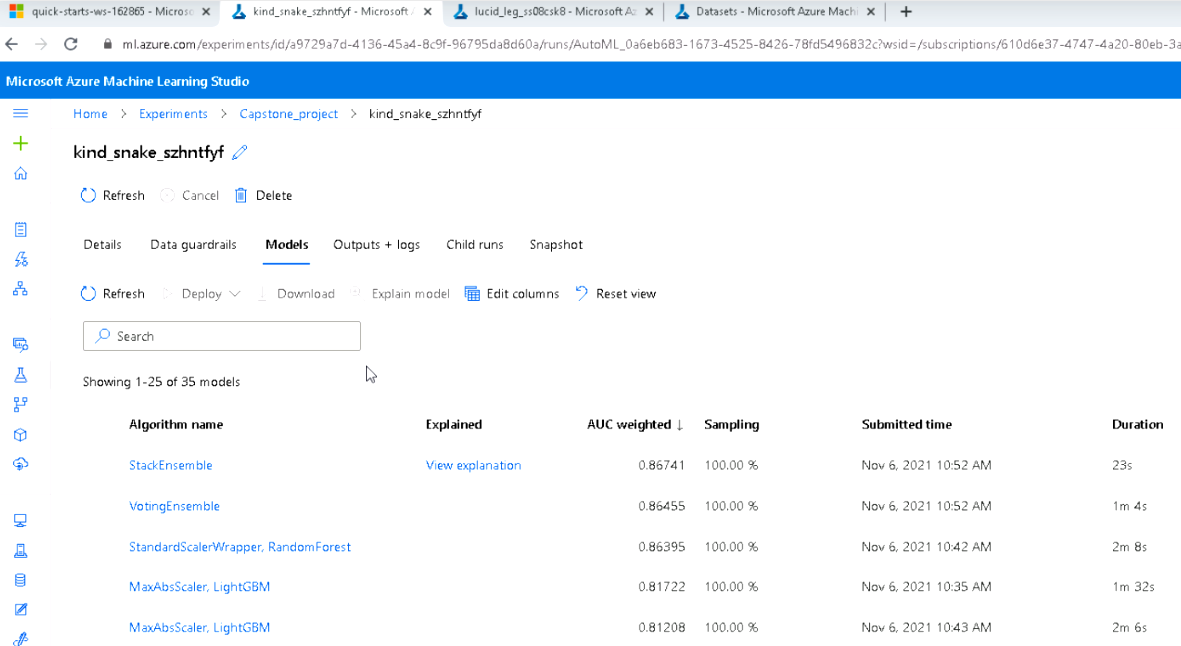 quick-starts-ws-162865 - Micros
kind_snake_szhntfyf - Microsoft
lucid_leg_ss08csk8 - Microsoft Az
Datasets - Microsoft Azure Machi
ml.azure.com/experiments/id/a9729a7d-4136-45a4-8c9f-96795da8d60a/runs/AutoML_0a6eb683-1673-4525-8426-78fd5496832c?wsid=/subscriptions/610d6e37-4747-4a20-80eb-3a
Microsoft Azure Machine Learning Studio
Home > Experiments > Capstone_project > kind_snake_szhntfyf
kind_snake_szhntfyf
Refresh Cancel Delete
Details Data guardrails Models Outputs + logs Child runs Snapshot
Refresh Deploy Download Explain model Edit columns Reset view
Search
Showing 1-25 of 35 models
Algorithm name Explained AUC weighted ↓ Sampling Submitted time Duration
StackEnsemble View explanation 0.86741 100.00 % Nov 6, 2021 10:52 AM 23s
VotingEnsemble 0.86455 100.00 % Nov 6, 2021 10:52 AM 1m 4s
StandardScalerWrapper, RandomForest 0.86395 100.00 % Nov 6, 2021 10:42 AM 2m 8s
MaxAbsScaler, LightGBM 0.81722 100.00 % Nov 6, 2021 10:35 AM 1m 32s
MaxAbsScaler, LightGBM 0.81208 100.00 % Nov 6, 2021 10:43 AM 2m 6s